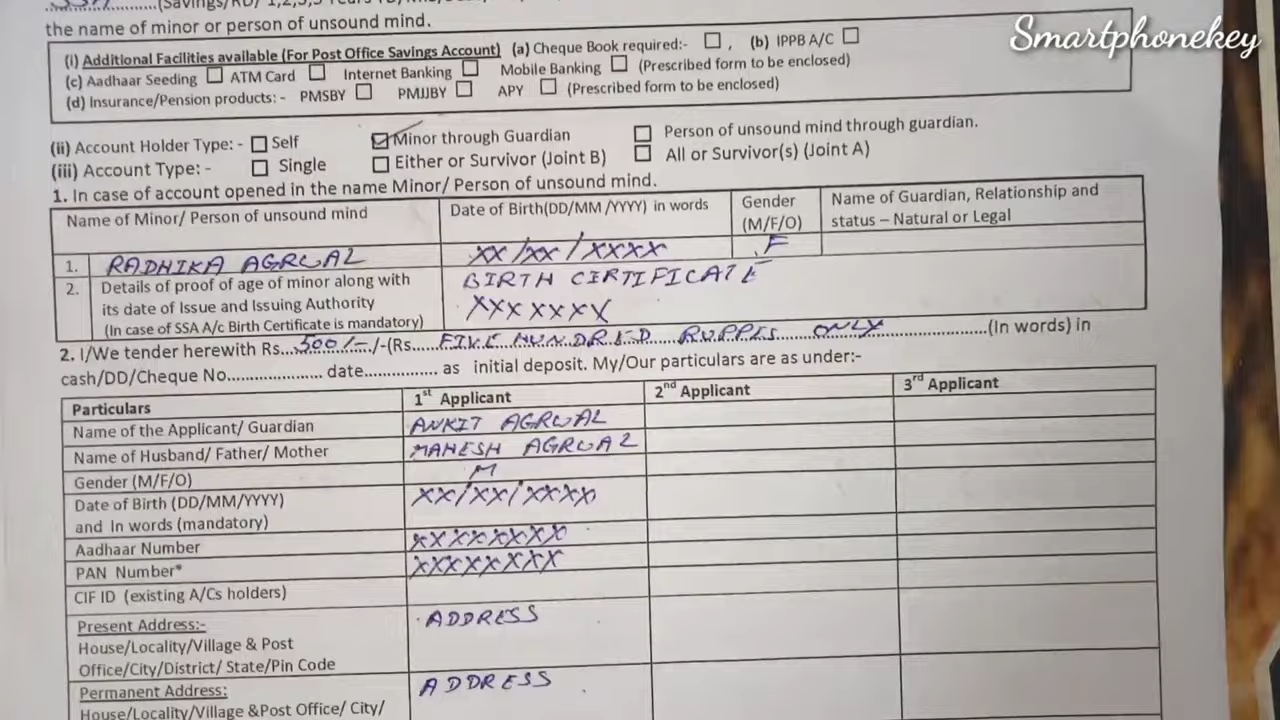 (Savings/RD/ 1,2,3,5 Years TD/
the name of minor or person of unsound mind.
Smartphonekey
(i) Additional Facilities available (For Post Office Savings Account) (a) Cheque Book required:- ☐ , (b) IPPB A/C ☐
(c) Aadhaar Seeding ☐ ATM Card ☐ Internet Banking ☐ Mobile Banking ☐ (Prescribed form to be enclosed)
(d) Insurance/Pension products: - PMSBY ☐ PMJJBY ☐ APY ☐ (Prescribed form to be enclosed)
(ii) Account Holder Type: - ☐ Self ☑ Minor through Guardian ☐ Person of unsound mind through guardian.
(iii) Account Type: - ☐ Single ☐ Either or Survivor (Joint B) ☐ All or Survivor(s) (Joint A)
1. In case of account opened in the name Minor/ Person of unsound mind.
Name of Minor/ Person of unsound mind Date of Birth(DD/MM /YYYY) in words Gender (M/F/O) Name of Guardian, Relationship and status – Natural or Legal
1. RADHIKA AGRWAL XX/XX/XXXX F
2. Details of proof of age of minor along with BIRTH CIRTIFICATE
its date of Issue and Issuing Authority XXXXXXX
(In case of SSA A/c Birth Certificate is mandatory)
2. I/We tender herewith Rs...500/-../-(Rs.... FIVE HUNDRED RUPPES ONLY..................(In words) in
cash/DD/Cheque No..................... date................ as initial deposit. My/Our particulars are as under:-
Particulars 1st Applicant 2nd Applicant 3rd Applicant
Name of the Applicant/ Guardian ANKIT AGRWAL
Name of Husband/ Father/ Mother MAHESH AGRWAL
Gender (M/F/O) M
Date of Birth (DD/MM/YYYY) XX/XX/XXXX
and In words (mandatory)
Aadhaar Number XXXXXXXX
PAN Number* XXXXXXXX
CIF ID (existing A/Cs holders)
Present Address:- ADDRESS
House/Locality/Village & Post
Office/City/District/ State/Pin Code
Permanent Address: ADDRESS
House/Locality/Village &Post Office/ City/